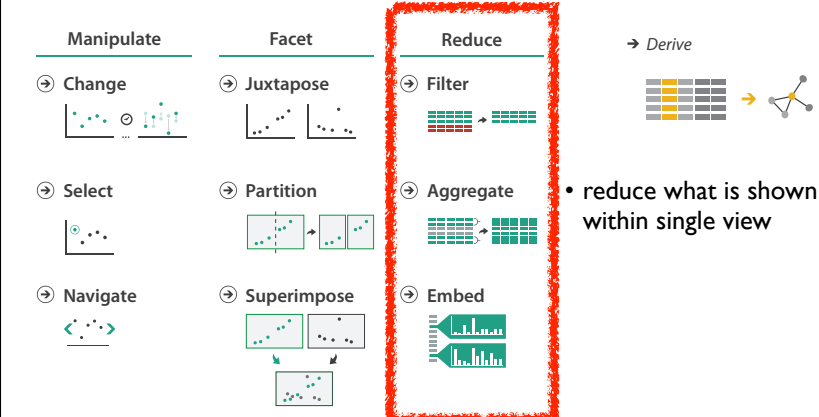 Manipulate
Facet
Reduce
→ Derive
→ Change
→ Juxtapose
→ Filter
...
→ Select
→ Partition
→ Aggregate
• reduce what is shown
within single view
→ Navigate
→ Superimpose
→ Embed